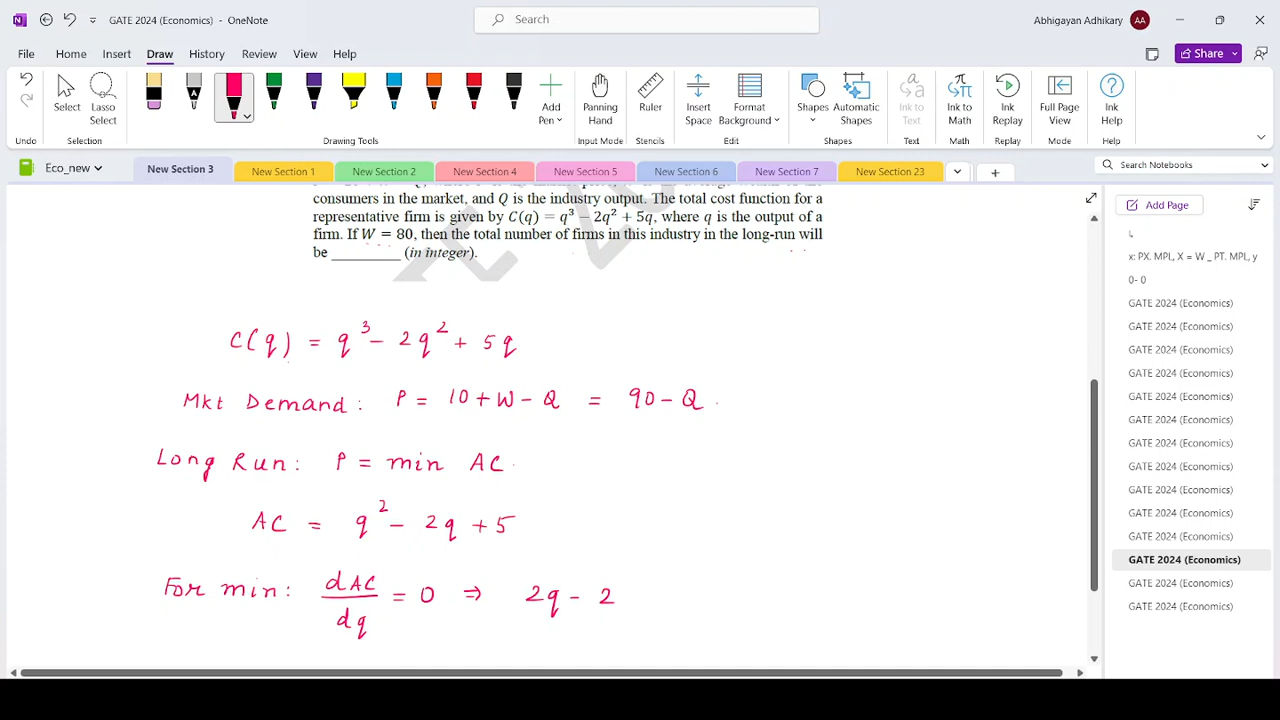 GATE 2024 (Economics) - OneNote
Search
Abhigayan Adhikary AA
File Home Insert Draw History Review View Help
Share
Undo Select Lasso Select Add Pen Panning Hand Ruler Insert Space Format Background Shapes Automatic Shapes Ink to Text Ink to Math Ink Replay Full Page View Ink Help
Undo Selection Drawing Tools Input Mode Stencils Edit Shapes Text Math Replay Mode Help
Eco_new New Section 3 New Section 1 New Section 2 New Section 4 New Section 5 New Section 6 New Section 7 New Section 23 + Search Notebooks
Add Page
consumers in the market, and Q is the industry output. The total cost function for a
representative firm is given by C(q) = q³ − 2q² + 5q, where q is the output of a
firm. If W = 80, then the total number of firms in this industry in the long-run will
be ________ (in integer).
C(q) = q³ − 2q² + 5q
Mkt Demand : P = 10 + W − Q = 90 − Q
Long Run : P = min AC
AC = q² − 2q + 5
For min : dAC/dq = 0 ⇒ 2q − 2
x: PX. MPL, X = W _ PT. MPL, y
0- 0
GATE 2024 (Economics)
GATE 2024 (Economics)
GATE 2024 (Economics)
GATE 2024 (Economics)
GATE 2024 (Economics)
GATE 2024 (Economics)
GATE 2024 (Economics)
GATE 2024 (Economics)
GATE 2024 (Economics)
GATE 2024 (Economics)
GATE 2024 (Economics)
GATE 2024 (Economics)
GATE 2024 (Economics)
GATE 2024 (Economics)